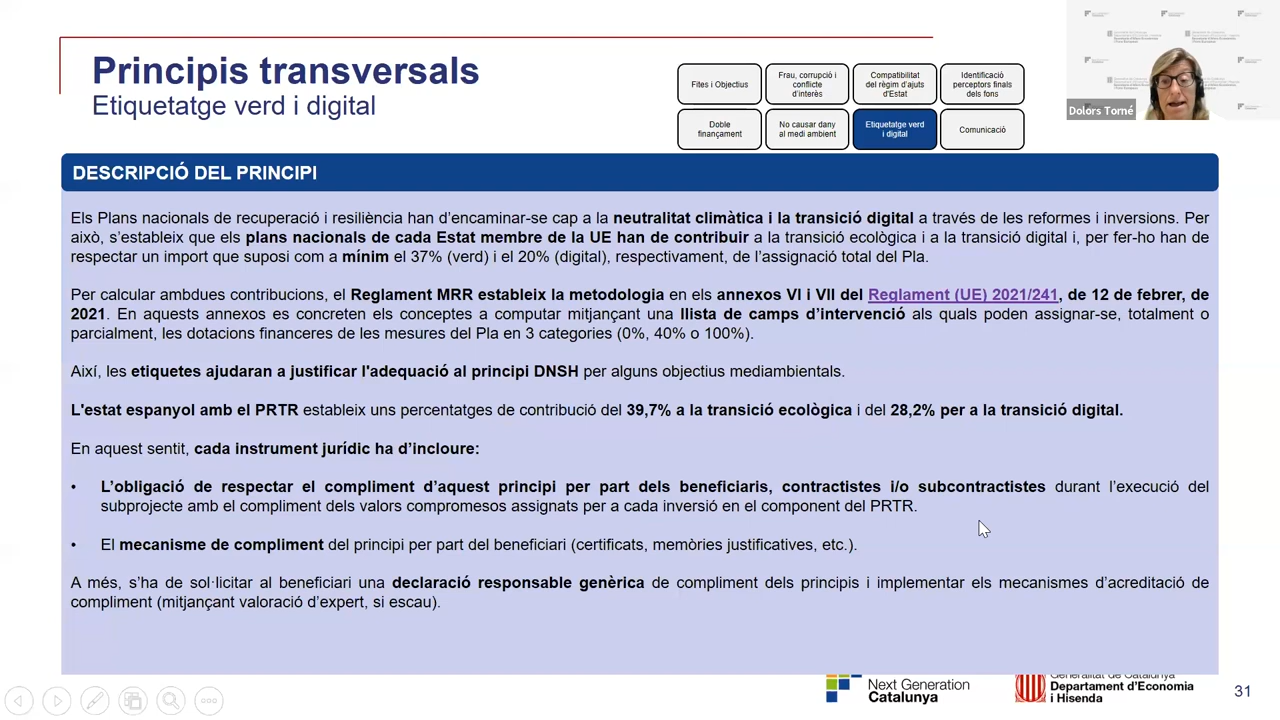 Principis transversals
Etiquetatge verd i digital
Fites i Objectius
Frau, corrupció i
conflicte
d'interès
Compatibilitat
del règim d'ajuts
d'Estat
Identificació
perceptors finals
dels fons
Doble
finançament
No causar dany
al medi ambient
Etiquetatge verd
i digital
Comunicació
Dolors Torné
DESCRIPCIÓ DEL PRINCIPI
Els Plans nacionals de recuperació i resiliència han d’encaminar-se cap a la neutralitat climàtica i la transició digital a través de les reformes i inversions. Per
això, s’estableix que els plans nacionals de cada Estat membre de la UE han de contribuir a la transició ecològica i a la transició digital i, per fer-ho han de
respectar un import que suposi com a mínim el 37% (verd) i el 20% (digital), respectivament, de l’assignació total del Pla.
Per calcular ambdues contribucions, el Reglament MRR estableix la metodologia en els annexos VI i VII del Reglament (UE) 2021/241, de 12 de febrer, de
2021. En aquests annexos es concreten els conceptes a computar mitjançant una llista de camps d’intervenció als quals poden assignar-se, totalment o
parcialment, les dotacions financeres de les mesures del Pla en 3 categories (0%, 40% o 100%).
Així, les etiquetes ajudaran a justificar l'adequació al principi DNSH per alguns objectius mediambientals.
L'estat espanyol amb el PRTR estableix uns percentatges de contribució del 39,7% a la transició ecològica i del 28,2% per a la transició digital.
En aquest sentit, cada instrument jurídic ha d’incloure:
• L’obligació de respectar el compliment d’aquest principi per part dels beneficiaris, contractistes i/o subcontractistes durant l’execució del
subprojecte amb el compliment dels valors compromesos assignats per a cada inversió en el component del PRTR.
• El mecanisme de compliment del principi per part del beneficiari (certificats, memòries justificatives, etc.).
A més, s’ha de sol·licitar al beneficiari una declaració responsable genèrica de compliment dels principis i implementar els mecanismes d’acreditació de
compliment (mitjançant valoració d’expert, si escau).
Next Generation
Catalunya
Generalitat de Catalunya
Departament d’Economia
i Hisenda
31